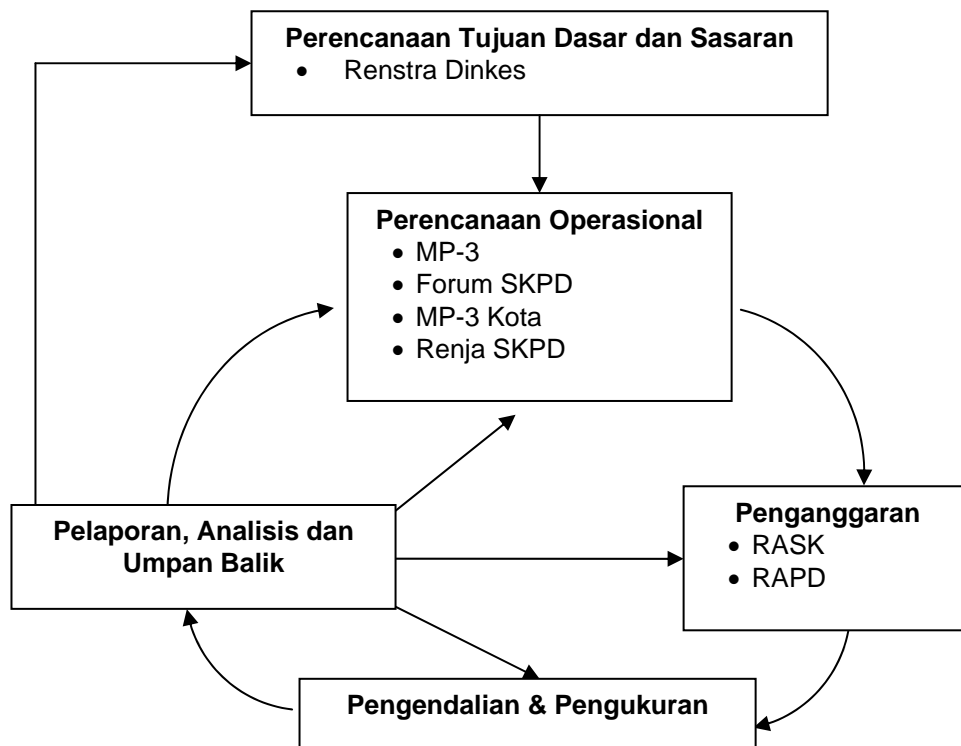 Perencanaan Tujuan Dasar dan Sasaran
• Renstra Dinkes
Perencanaan Operasional
• MP-3
• Forum SKPD
• MP-3 Kota
• Renja SKPD
Pelaporan, Analisis dan
Umpan Balik
Penganggaran
• RASK
• RAPD
Pengendalian & Pengukuran